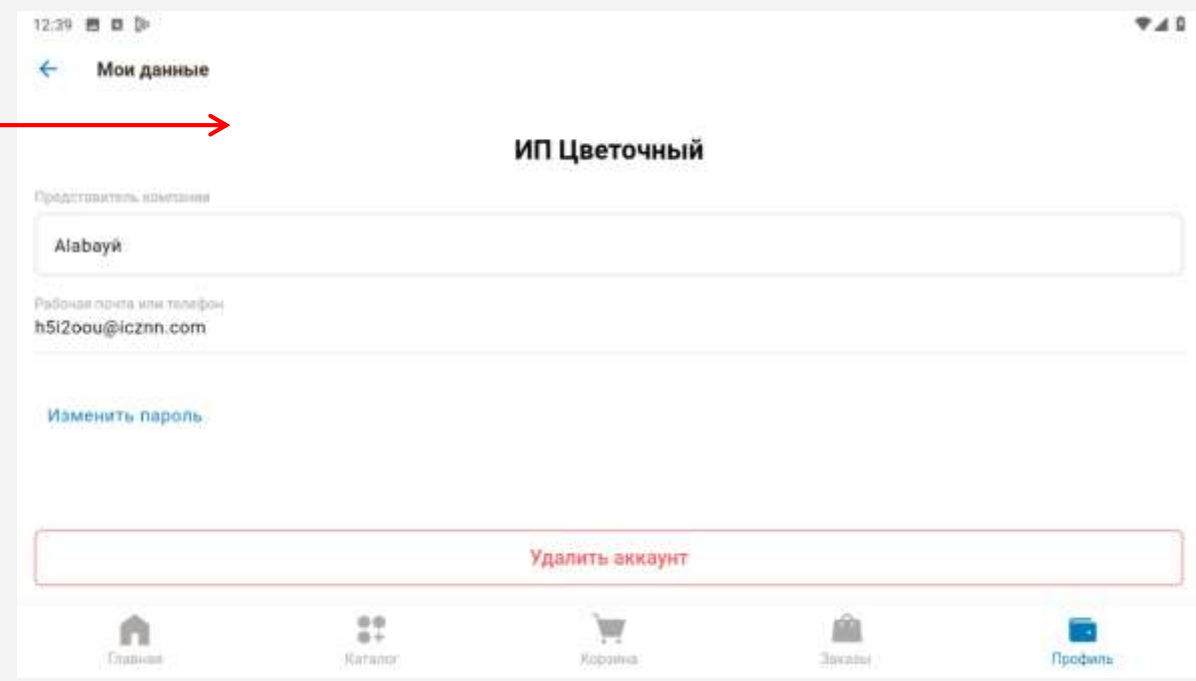 12:39
Мои данные
ИП Цветочный
Представитель компании
Alabayй
Рабочая почта или телефон
h5i2oou@icznn.com
Изменить пароль
Удалить аккаунт
Главная
Каталог
Корзина
Заказы
Профиль